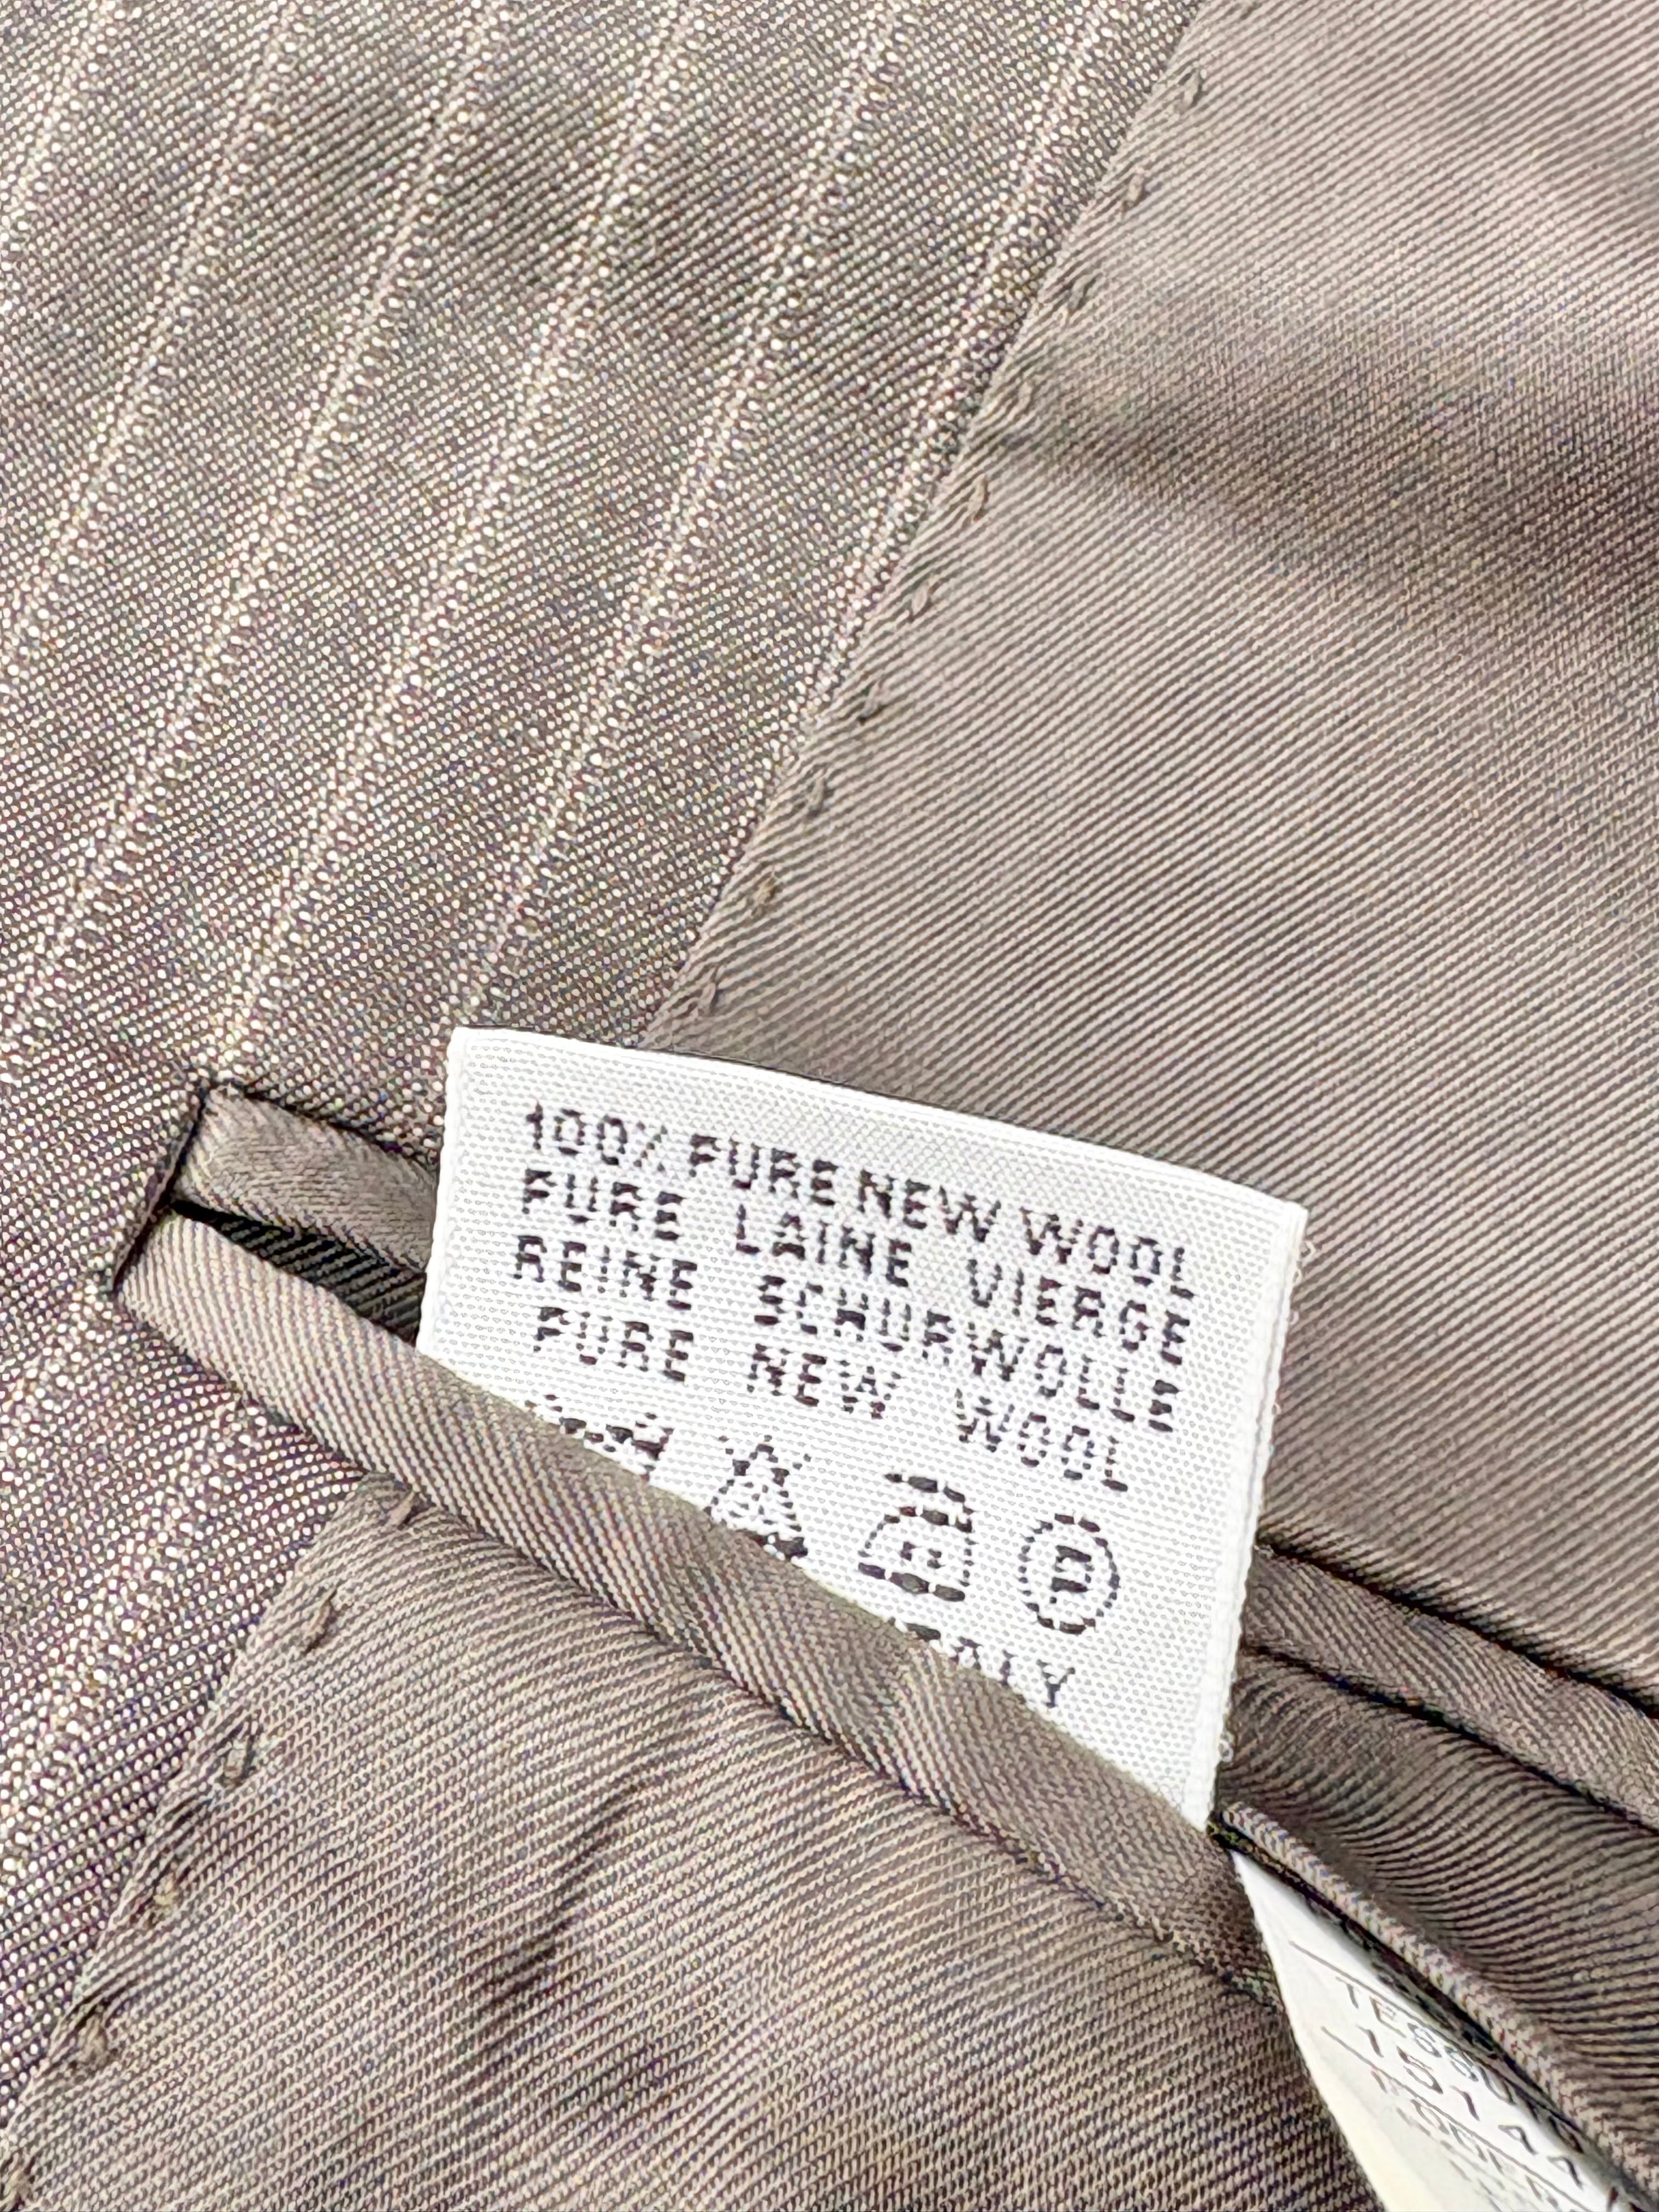 100% PURE NEW WOOL
PURE LAINE VIERGE
REINE SCHURWOLLE
PURE NEW WOOL
P